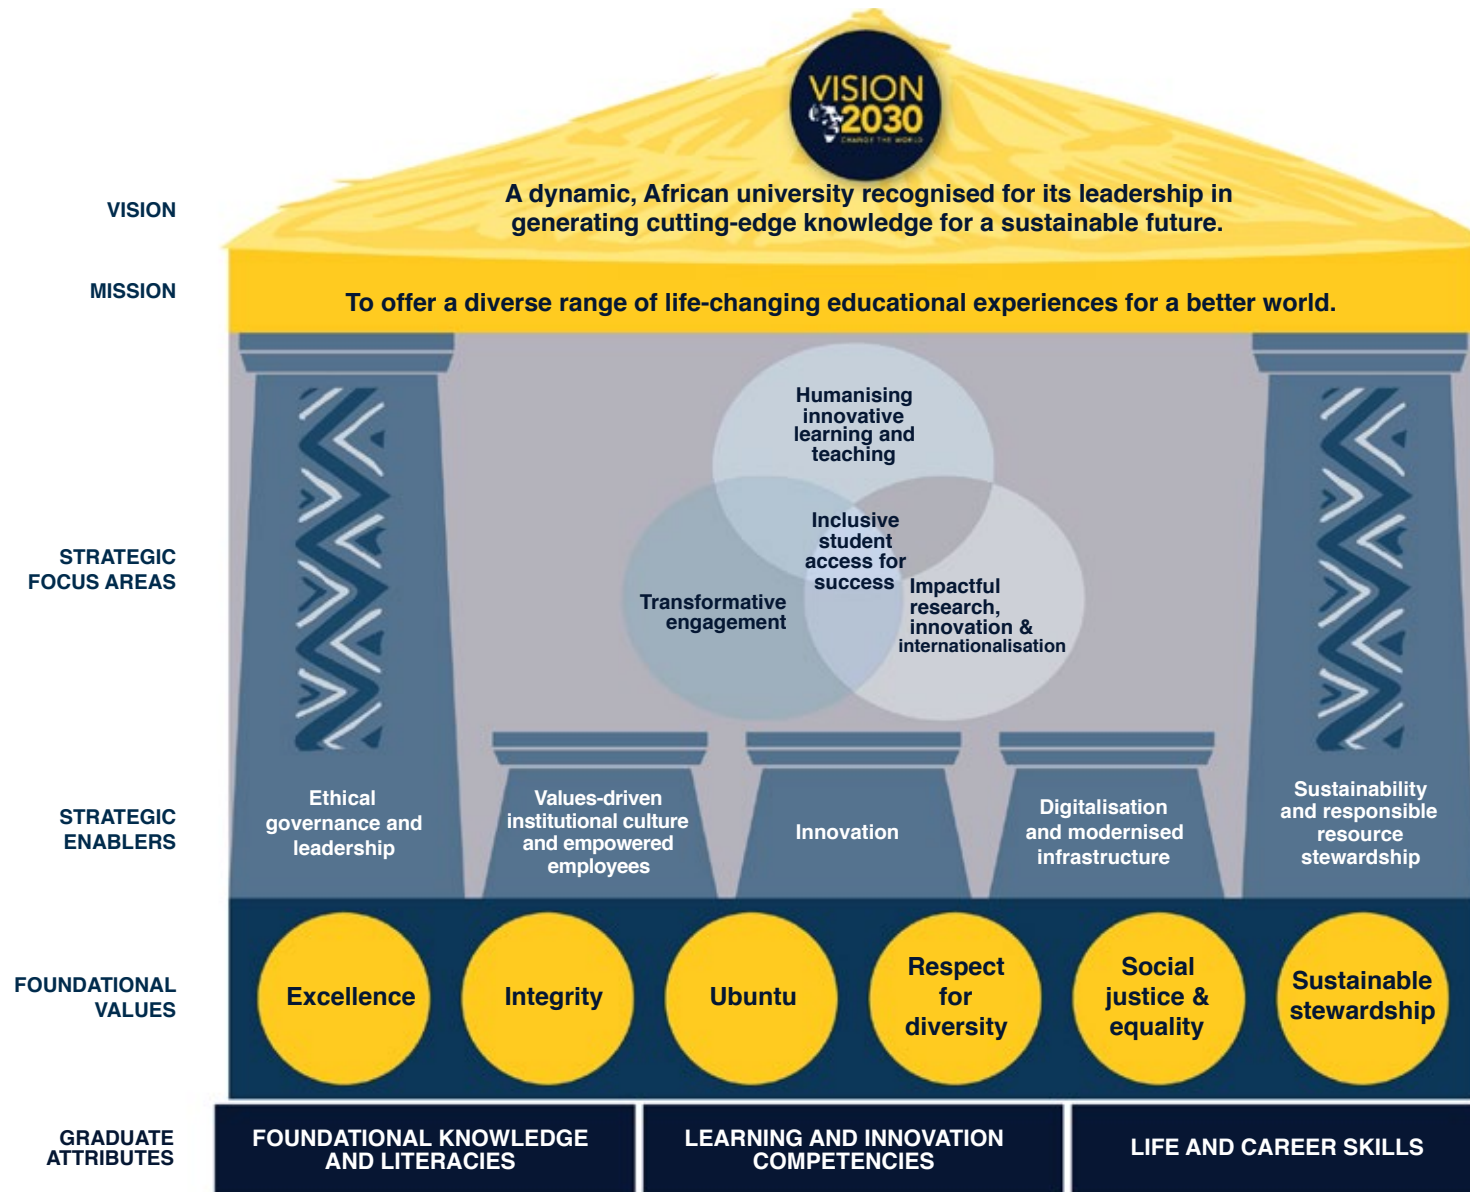 VISION
2030
CHANGE THE WORLD
VISION
A dynamic, African university recognised for its leadership in
generating cutting-edge knowledge for a sustainable future.
MISSION
To offer a diverse range of life-changing educational experiences for a better world.
STRATEGIC
FOCUS AREAS
Humanising
innovative
learning and
teaching
Inclusive
student
access for
success
Transformative
engagement
Impactful
research,
innovation &
internationalisation
STRATEGIC
ENABLERS
Ethical
governance and
leadership
Values-driven
institutional culture
and empowered
employees
Innovation
Digitalisation
and modernised
infrastructure
Sustainability
and responsible
resource
stewardship
FOUNDATIONAL
VALUES
Excellence
Integrity
Ubuntu
Respect
for
diversity
Social
justice &
equality
Sustainable
stewardship
GRADUATE
ATTRIBUTES
FOUNDATIONAL KNOWLEDGE
AND LITERACIES
LEARNING AND INNOVATION
COMPETENCIES
LIFE AND CAREER SKILLS